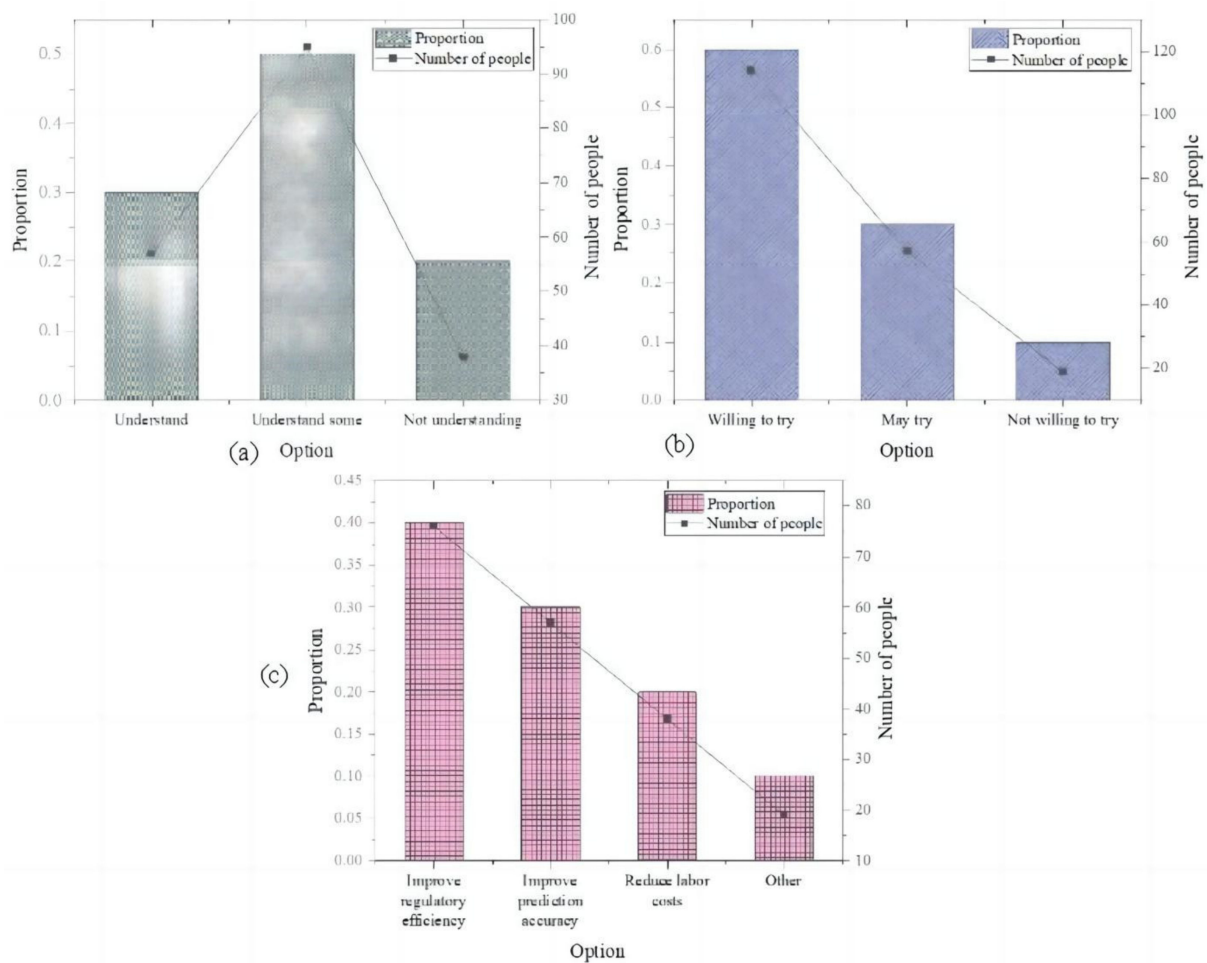 Proportion
Number of people
0.5
0.4
0.3
0.2
0.1
0.0
Proportion
100
90
80
70
60
50
40
30
Number of people
Understand
Understand some
Not understanding
(a)
Option
Proportion
Number of people
0.6
0.5
0.4
0.3
0.2
0.1
0.0
Proportion
120
100
80
60
40
20
Number of people
Willing to try
May try
Not willing to try
(b)
Option
Proportion
Number of people
0.45
0.40
0.35
0.30
0.25
0.20
0.15
0.10
0.05
0.00
Proportion
80
70
60
50
40
30
20
10
Number of people
(c)
Improve
regulatory
efficiency
Improve
prediction
accuracy
Reduce labor
costs
Other
Option